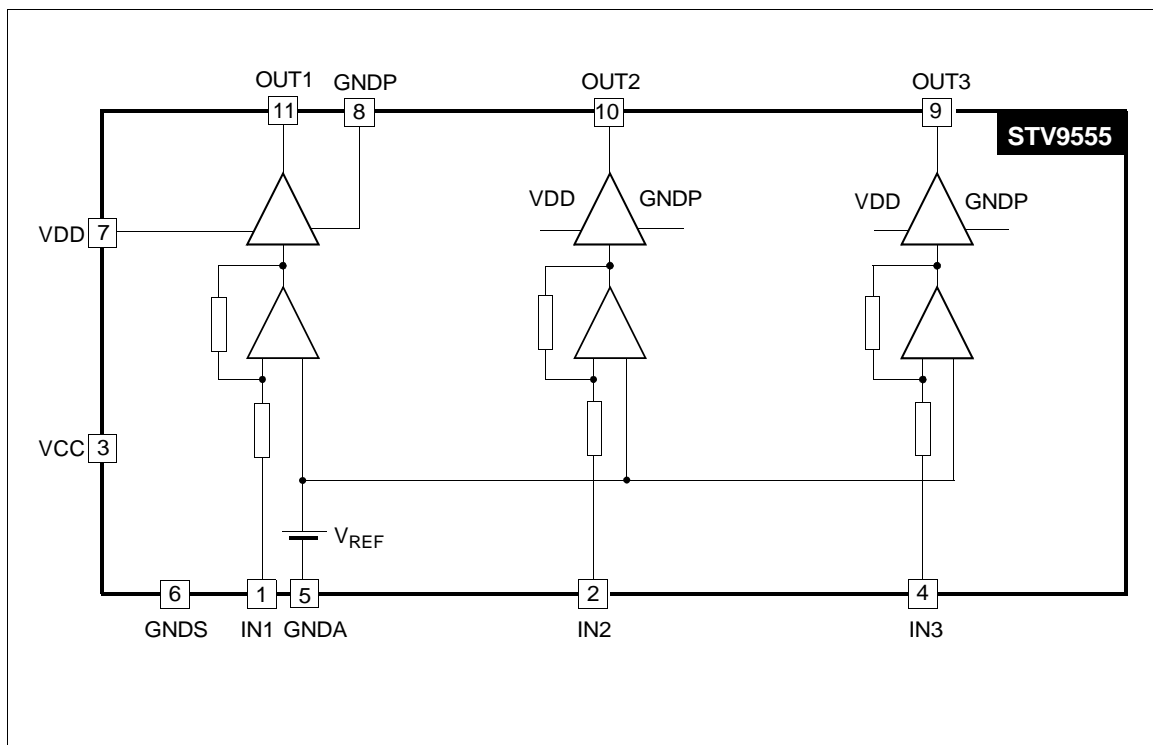 OUT1 GNDP OUT2 OUT3
11 8 10 9
STV9555
VDD GNDP VDD GNDP
VDD 7
VCC 3
VREF
6 1 5 2 4
GNDS IN1 GNDA IN2 IN3